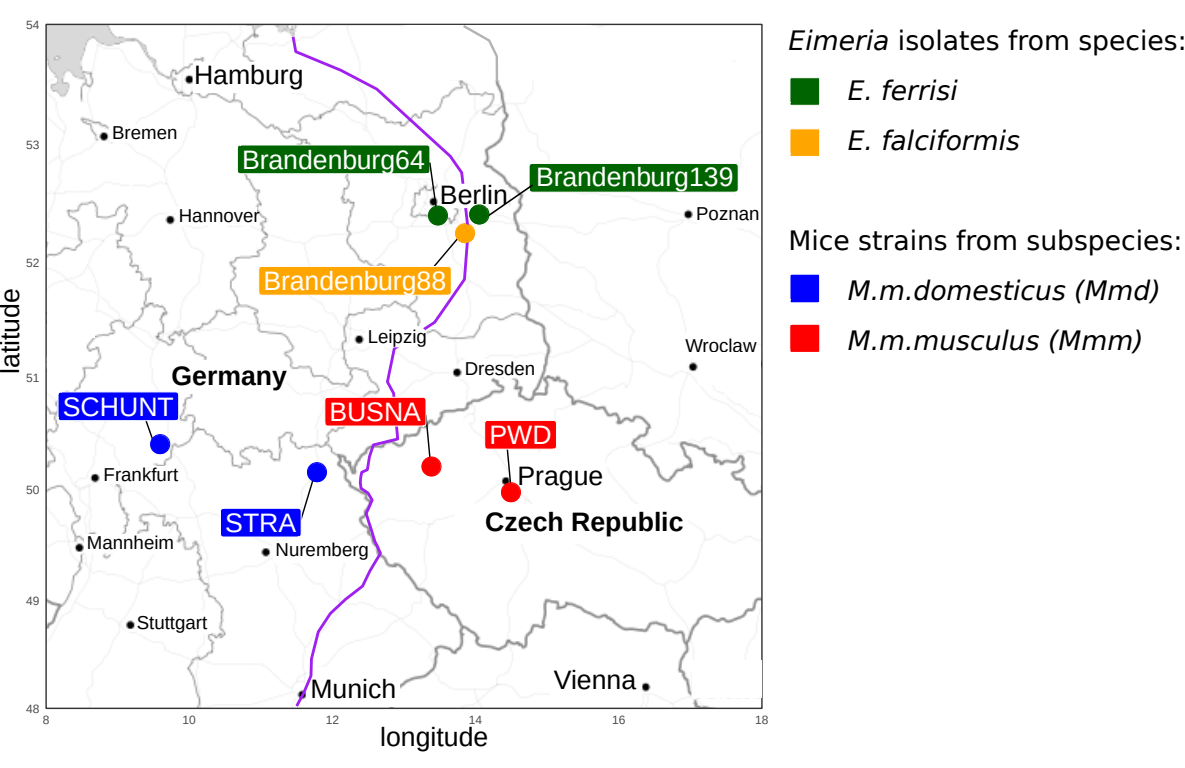 54
53
52
51
50
49
48
latitude
8
10
12
14
16
18
longitude
Hamburg
Bremen
Brandenburg64
Brandenburg139
Berlin
Hannover
Poznan
Brandenburg88
Leipzig
Wroclaw
Dresden
Germany
SCHUNT
BUSNA
PWD
Frankfurt
Prague
STRA
Czech Republic
Mannheim
Nuremberg
Stuttgart
Munich
Vienna
Eimeria isolates from species:
E. ferrisi
E. falciformis
Mice strains from subspecies:
M.m.domesticus (Mmd)
M.m.musculus (Mmm)